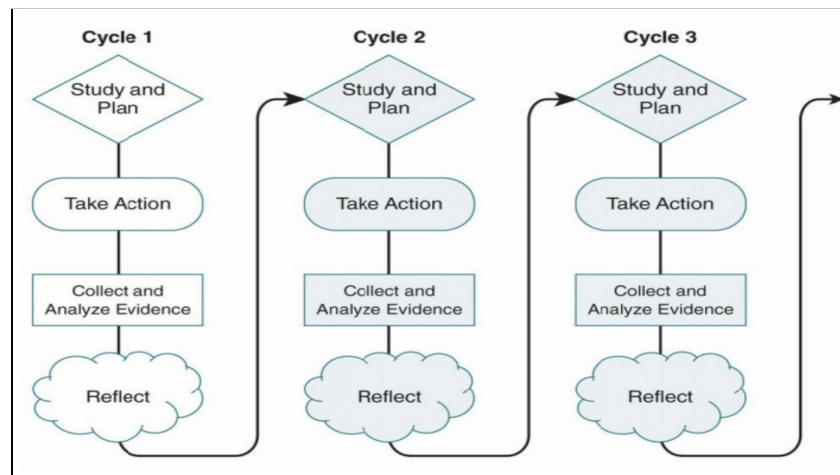 Cycle 1
Study and
Plan
Take Action
Collect and
Analyze Evidence
Reflect
Cycle 2
Study and
Plan
Take Action
Collect and
Analyze Evidence
Reflect
Cycle 3
Study and
Plan
Take Action
Collect and
Analyze Evidence
Reflect